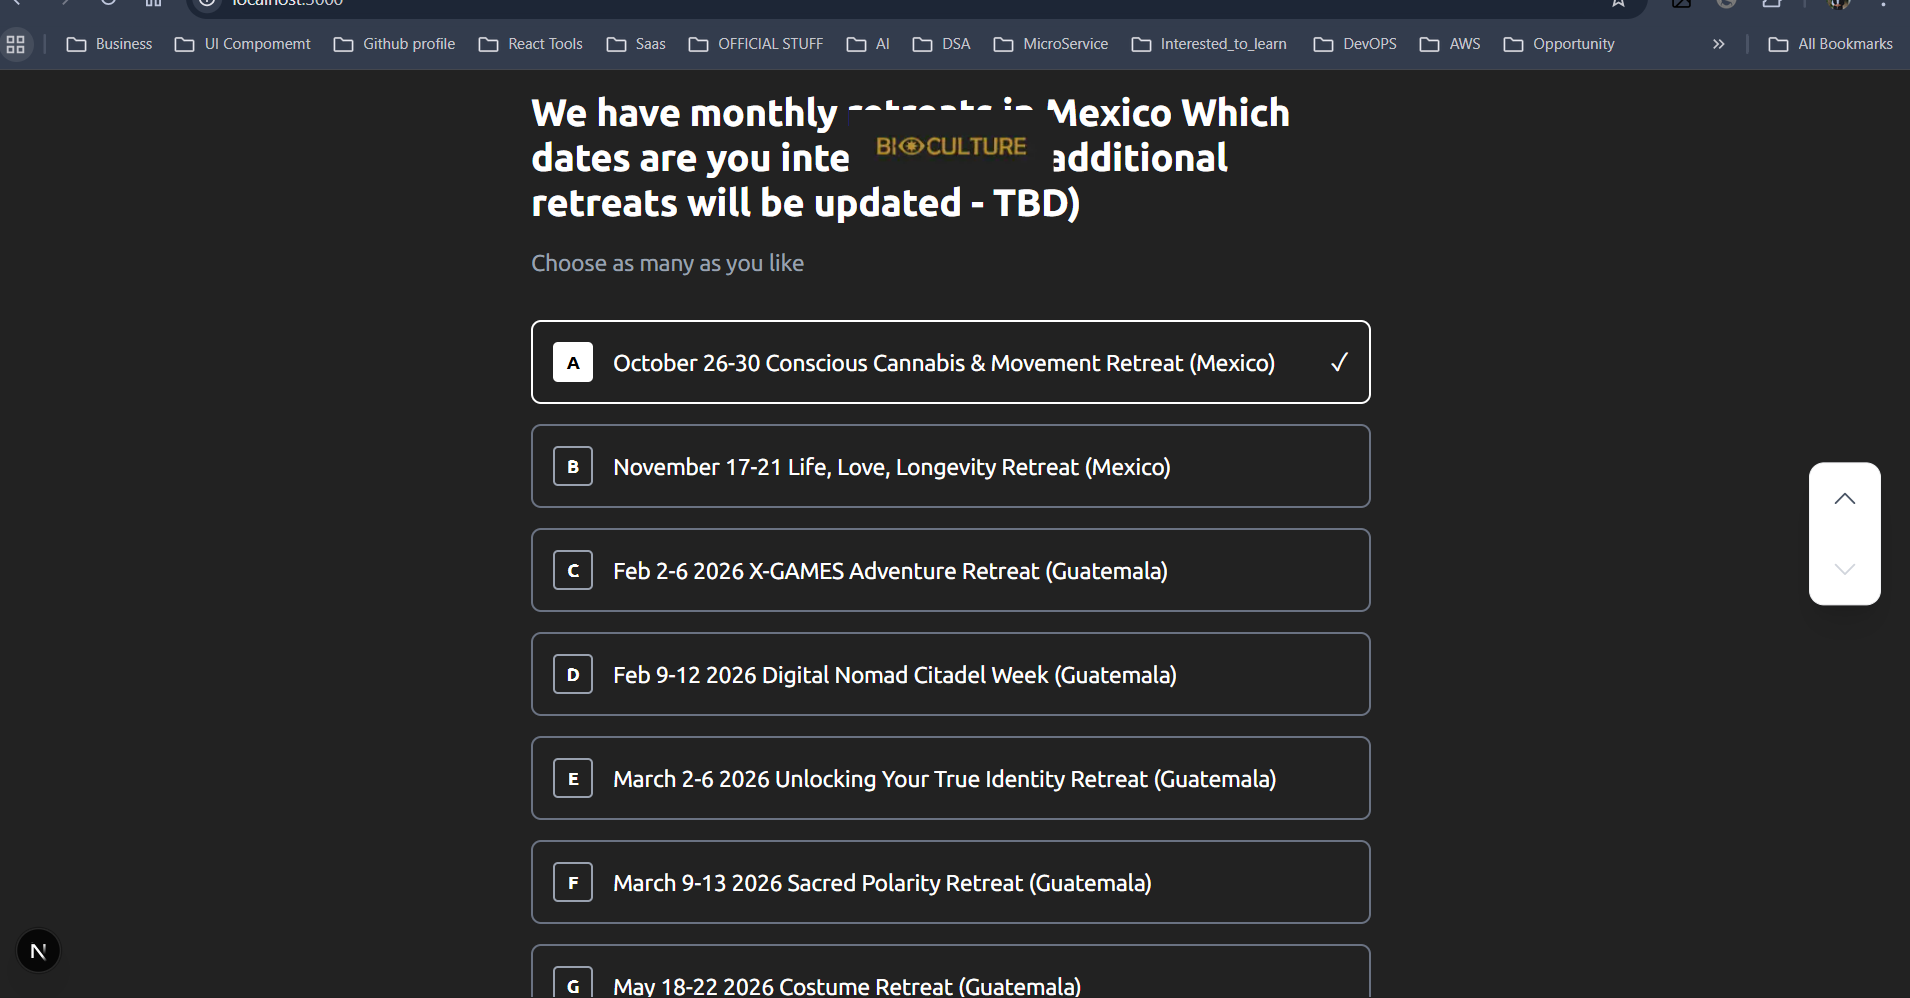 localhost:3000
Business
UI Compomemt
Github profile
React Tools
Saas
OFFICIAL STUFF
AI
DSA
MicroService
Interested_to_learn
DevOPS
AWS
Opportunity
All Bookmarks
We have monthly retreats in Mexico Which
BIOCULTURE
dates are you inte additional
retreats will be updated - TBD)
Choose as many as you like
A October 26-30 Conscious Cannabis & Movement Retreat (Mexico) ✓
B November 17-21 Life, Love, Longevity Retreat (Mexico)
C Feb 2-6 2026 X-GAMES Adventure Retreat (Guatemala)
D Feb 9-12 2026 Digital Nomad Citadel Week (Guatemala)
E March 2-6 2026 Unlocking Your True Identity Retreat (Guatemala)
F March 9-13 2026 Sacred Polarity Retreat (Guatemala)
G May 18-22 2026 Costume Retreat (Guatemala)
N